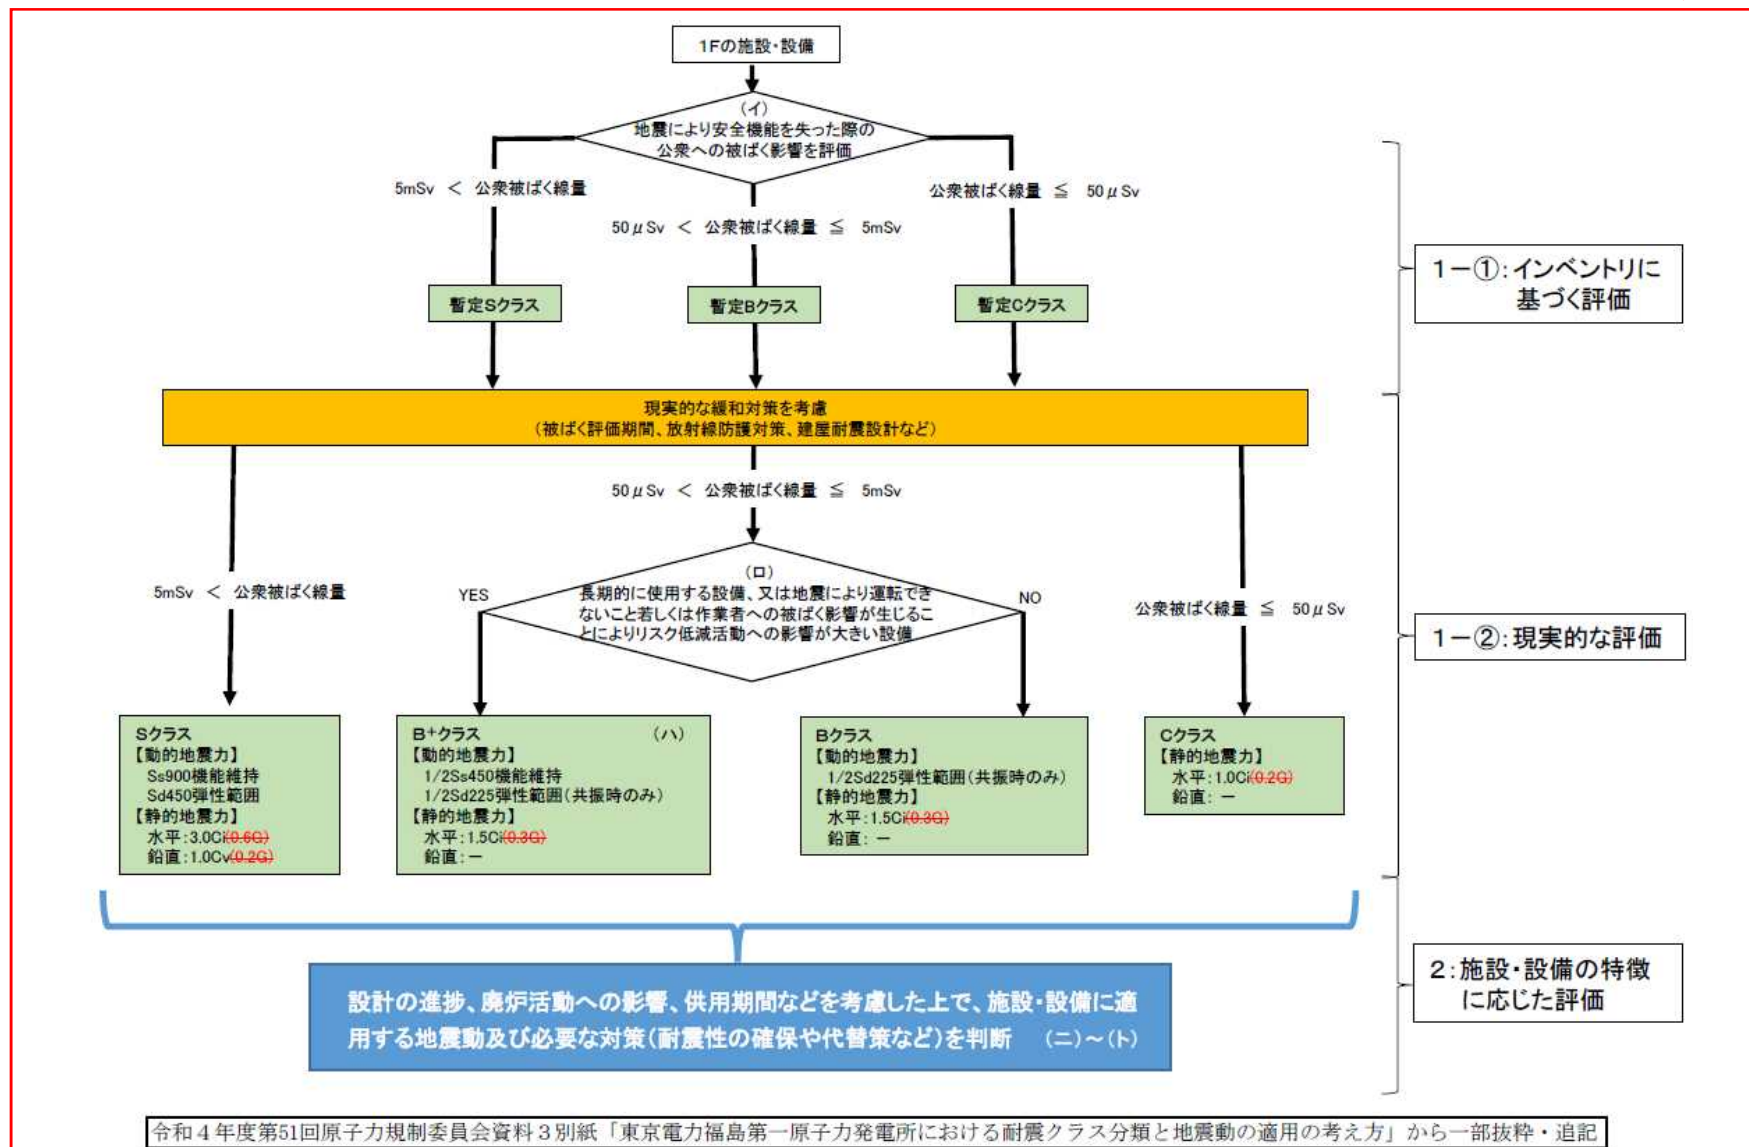 1Fの施設・設備
(イ)
地震により安全機能を失った際の
公衆への被ばく影響を評価
5mSv ＜ 公衆被ばく線量
50μSv ＜ 公衆被ばく線量 ≦ 5mSv
公衆被ばく線量 ≦ 50μSv
暫定Sクラス
暫定Bクラス
暫定Cクラス
1－①：インベントリに
基づく評価
現実的な緩和対策を考慮
(被ばく評価期間、放射線防護対策、建屋耐震設計など)
5mSv ＜ 公衆被ばく線量
50μSv ＜ 公衆被ばく線量 ≦ 5mSv
公衆被ばく線量 ≦ 50μSv
(ロ)
長期的に使用する設備、又は地震により運転でき
ないこと若しくは作業者への被ばく影響が生じるこ
とによりリスク低減活動への影響が大きい設備
YES
NO
1－②：現実的な評価
Sクラス
【動的地震力】
Ss900機能維持
Sd450弾性範囲
【静的地震力】
水平：3.0Ci(0.6G)
鉛直：1.0Cv(0.2G)
B+クラス (ハ)
【動的地震力】
1/2Ss450機能維持
1/2Sd225弾性範囲(共振時のみ)
【静的地震力】
水平：1.5Ci(0.3G)
鉛直：－
Bクラス
【動的地震力】
1/2Sd225弾性範囲(共振時のみ)
【静的地震力】
水平：1.5Ci(0.3G)
鉛直：－
Cクラス
【静的地震力】
水平：1.0Ci(0.2G)
鉛直：－
2：施設・設備の特徴
に応じた評価
設計の進捗、廃炉活動への影響、供用期間などを考慮した上で、施設・設備に適
用する地震動及び必要な対策(耐震性の確保や代替策など)を判断 (ニ)～(ト)
令和４年度第51回原子力規制委員会資料３別紙「東京電力福島第一原子力発電所における耐震クラス分類と地震動の適用の考え方」から一部抜粋・追記